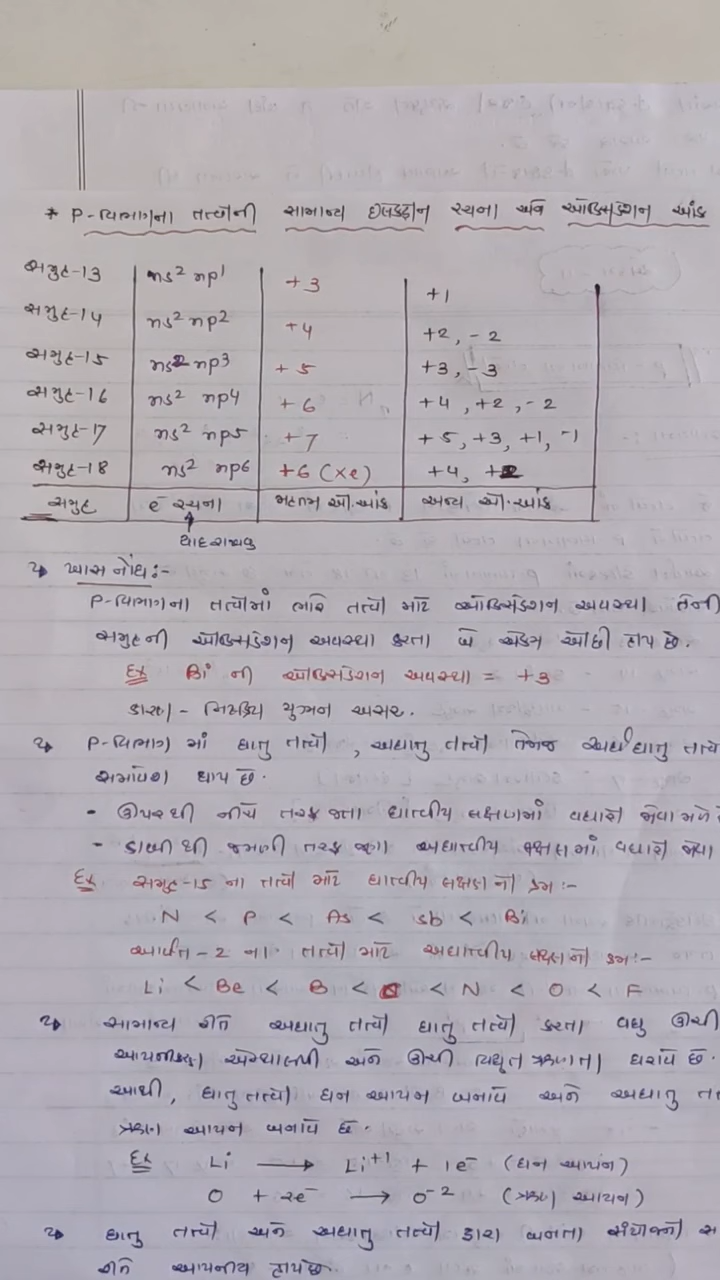 * P-વિભાગના તત્વોની સામાન્ય ઇલેક્ટ્રોન રચના અને ઓક્સિડેશન આંક
સમુહ-13 ns² np1 +3 +1
સમુહ-14 ns² np2 +4 +2, -2
સમુહ-15 ns2 np3 +5 +3, -3
સમુહ-16 ns² np4 +6 +4, +2, -2
સમુહ-17 ns² np5 +7 +5, +3, +1, -1
સમુહ-18 ns² np6 +6 (Xe) +4, +2
સમુહ e⁻ રચના મહત્તમ ઓ.આંક અન્ય ઓ.આંક
યાદ રાખવુ
ખાસ નોંધ:-
P-વિભાગના તત્વોમાં ભારે તત્વો માટે ઓક્સિડેશન અવસ્થા તેની
સમુહની ઓક્સિડેશન અવસ્થા કરતા બે એકમ ઓછી હોય છે.
Ex Bi ની ઓક્સિડેશન અવસ્થા = +3
કારણ - નિષ્ક્રિય યુગ્મન અસર.
P-વિભાગ માં ધાતુ તત્વો, અધાતુ તત્વો તેમજ અર્ધધાતુ તત્વો
સમાવેશ થાય છે.
• ઉપરથી નીચે તરફ જતા ધાત્વીય લક્ષણમાં વધારો જોવા મળે
• ડાબીથી જમણી તરફ જતા અધાત્વીય લક્ષણમાં વધારો જોવા
Ex સમુહ-15 ના તત્વો માટે ધાત્વીય લક્ષણનો ક્રમ:-
N < P < As < Sb < Bi
આવર્ત-2 ના તત્વો માટે અધાત્વીય લક્ષણનો ક્રમ:-
Li < Be < B < C < N < O < F
સામાન્ય રીતે અધાતુ તત્વો ધાતુ તત્વો કરતા વધુ ઊંચી
આયનીકરણ એન્થાલ્પી અને ઊંચી વિદ્યુત ઋણતા ધરાવે છે.
આથી, ધાતુતત્વો ધન આયન બનાવે અને અધાતુ
ઋણ આયન બનાવે છે.
Ex Li → Li⁺¹ + 1e⁻ (ધન આયન)
O + 2e⁻ → O⁻² (ઋણ આયન)
ધાતુ તત્વો અને અધાતુ તત્વો દ્વારા બનતા સંયોજનો
રીતે આયનીય હોય છે.